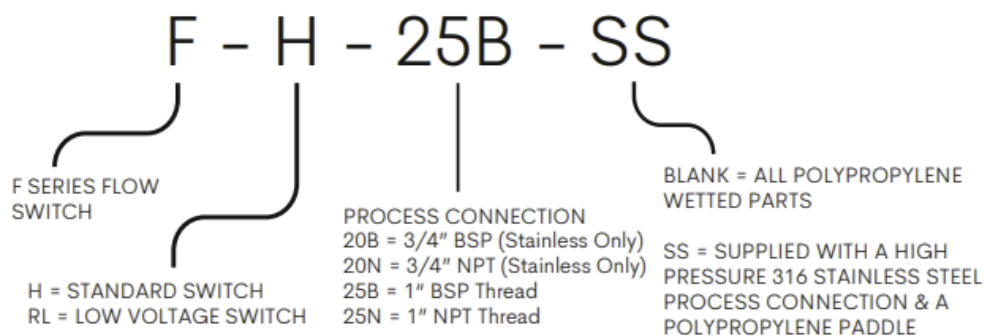 F - H - 25B - SS
F SERIES FLOW
SWITCH
H = STANDARD SWITCH
RL = LOW VOLTAGE SWITCH
PROCESS CONNECTION
20B = 3/4" BSP (Stainless Only)
20N = 3/4" NPT (Stainless Only)
25B = 1" BSP Thread
25N = 1" NPT Thread
BLANK = ALL POLYPROPYLENE
WETTED PARTS
SS = SUPPLIED WITH A HIGH
PRESSURE 316 STAINLESS STEEL
PROCESS CONNECTION & A
POLYPROPYLENE PADDLE